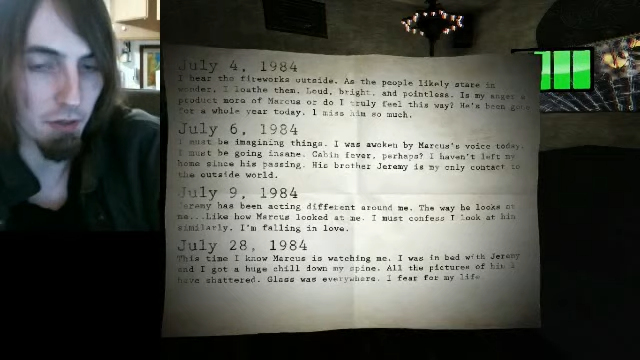 July 4, 1984
I hear the fireworks outside. As the people likely stare in
wonder, I loathe them. Loud, bright, and pointless. Is my anger a
product more of Marcus or do I truly feel this way? He's been gone
for a whole year today. I miss him so much.
July 6, 1984
I must be imagining things. I was awoken by Marcus's voice today.
I must be going insane. Cabin fever, perhaps? I haven't left my
home since his passing. His brother Jeremy is my only contact to
the outside world.
July 9, 1984
Jeremy has been acting different around me. The way he looks at
me...Like how Marcus looked at me. I must confess I look at him
similarly. I'm falling in love.
July 28, 1984
This time I know Marcus is watching me. I was in bed with Jeremy
and I got a huge chill down my spine. All the pictures of him I
have shattered. Glass was everywhere. I fear for my life.